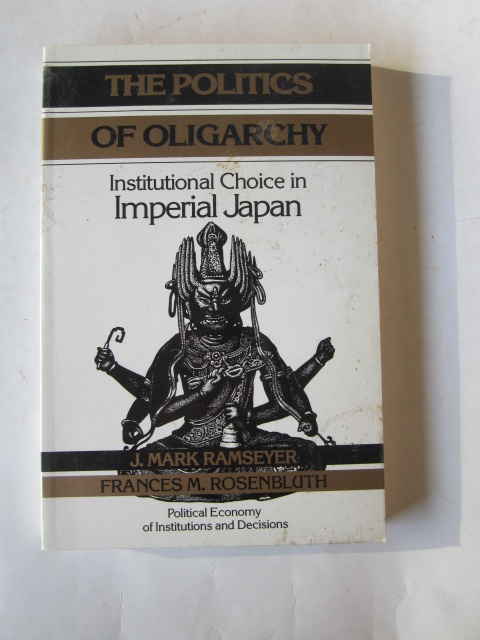 THE POLITICS
OF OLIGARCHY
Institutional Choice in
Imperial Japan
J. MARK RAMSEYER
FRANCES M. ROSENBLUTH
Political Economy
of Institutions and Decisions